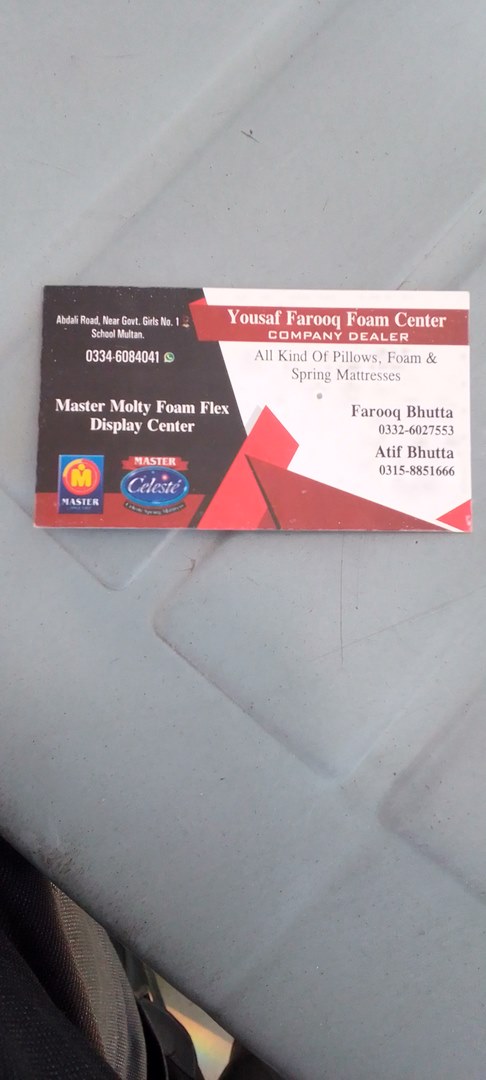 Abdali Road, Near Govt. Girls No. 1
School Multan.
0334-6084041
Master Molty Foam Flex
Display Center
M
MASTER
MASTER
Celesté
Yousaf Farooq Foam Center
COMPANY DEALER
All Kind Of Pillows, Foam &
Spring Mattresses
Farooq Bhutta
0332-6027553
Atif Bhutta
0315-8851666